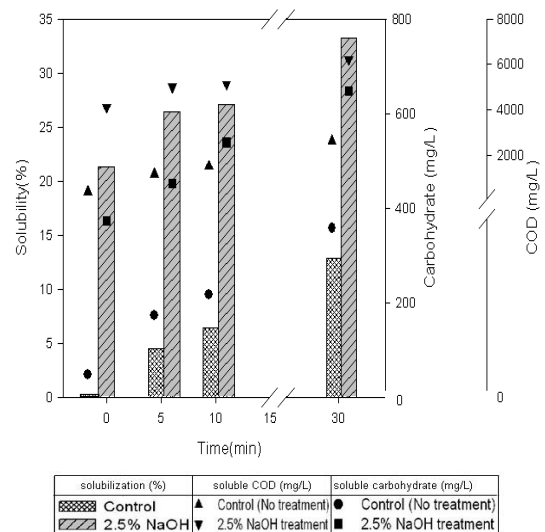 35
30
25
20
15
10
5
0
Solubility(%)
800
600
400
200
0
Carbohydrate (mg/L)
8000
6000
4000
2000
0
COD (mg/L)
0 5 10 15 30
Time(min)
solubilization (%) soluble COD (mg/L) soluble carbohydrate (mg/L)
Control Control (No treatment) Control (No treatment)
2.5% NaOH 2.5% NaOH treatment 2.5% NaOH treatment